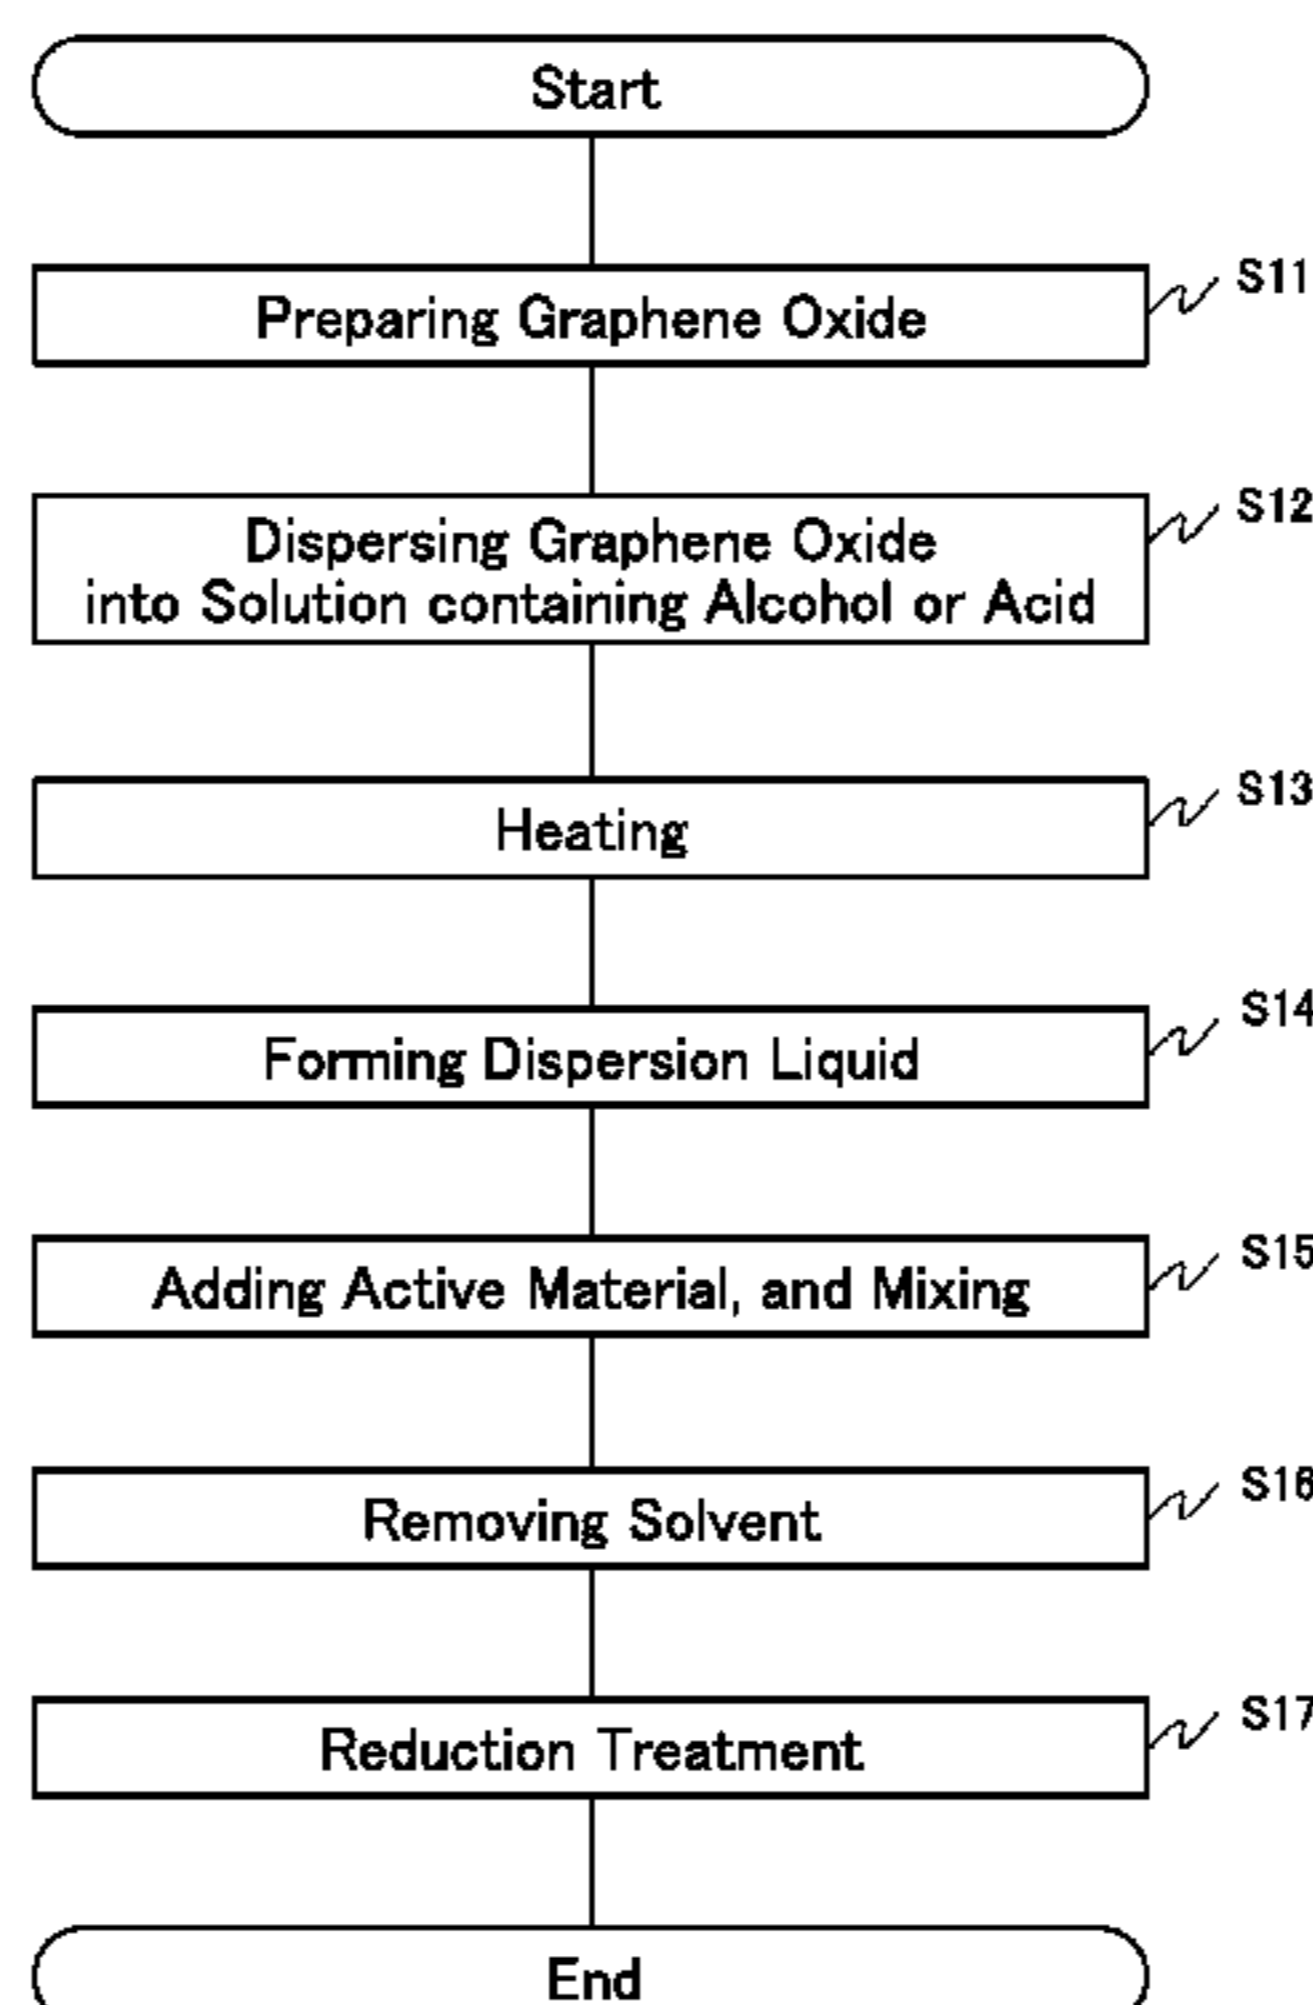 Start
Preparing Graphene Oxide
S11
Dispersing Graphene Oxide
into Solution containing Alcohol or Acid
S12
Heating
S13
Forming Dispersion Liquid
S14
Adding Active Material, and Mixing
S15
Removing Solvent
S16
Reduction Treatment
S17
End